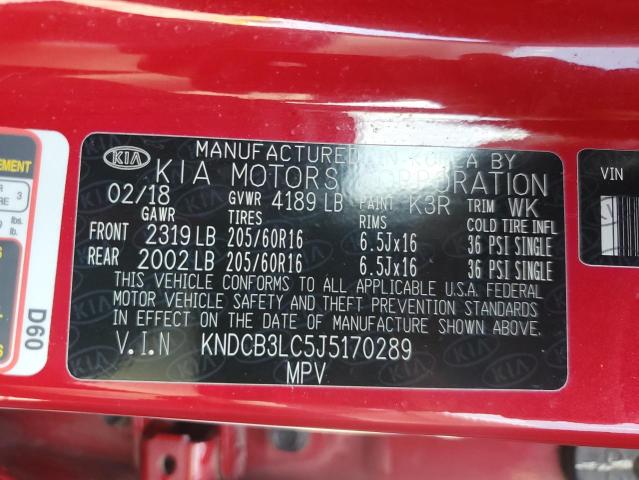 KIA MANUFACTURED IN KOREA BY
KIA MOTORS CORPORATION
02/18 GVWR 4189 LB PAINT K3R TRIM WK
GAWR TIRES RIMS COLD TIRE INFL
FRONT 2319 LB 205/60R16 6.5Jx16 36 PSI SINGLE
REAR 2002 LB 205/60R16 6.5Jx16 36 PSI SINGLE
THIS VEHICLE CONFORMS TO ALL APPLICABLE U.S.A. FEDERAL
MOTOR VEHICLE SAFETY AND THEFT PREVENTION STANDARDS
IN EFFECT ON THE DATE OF MANUFACTURE SHOWN ABOVE.
V.I.N KNDCB3LC5J5170289
MPV
D60
3
lbs.
VIN